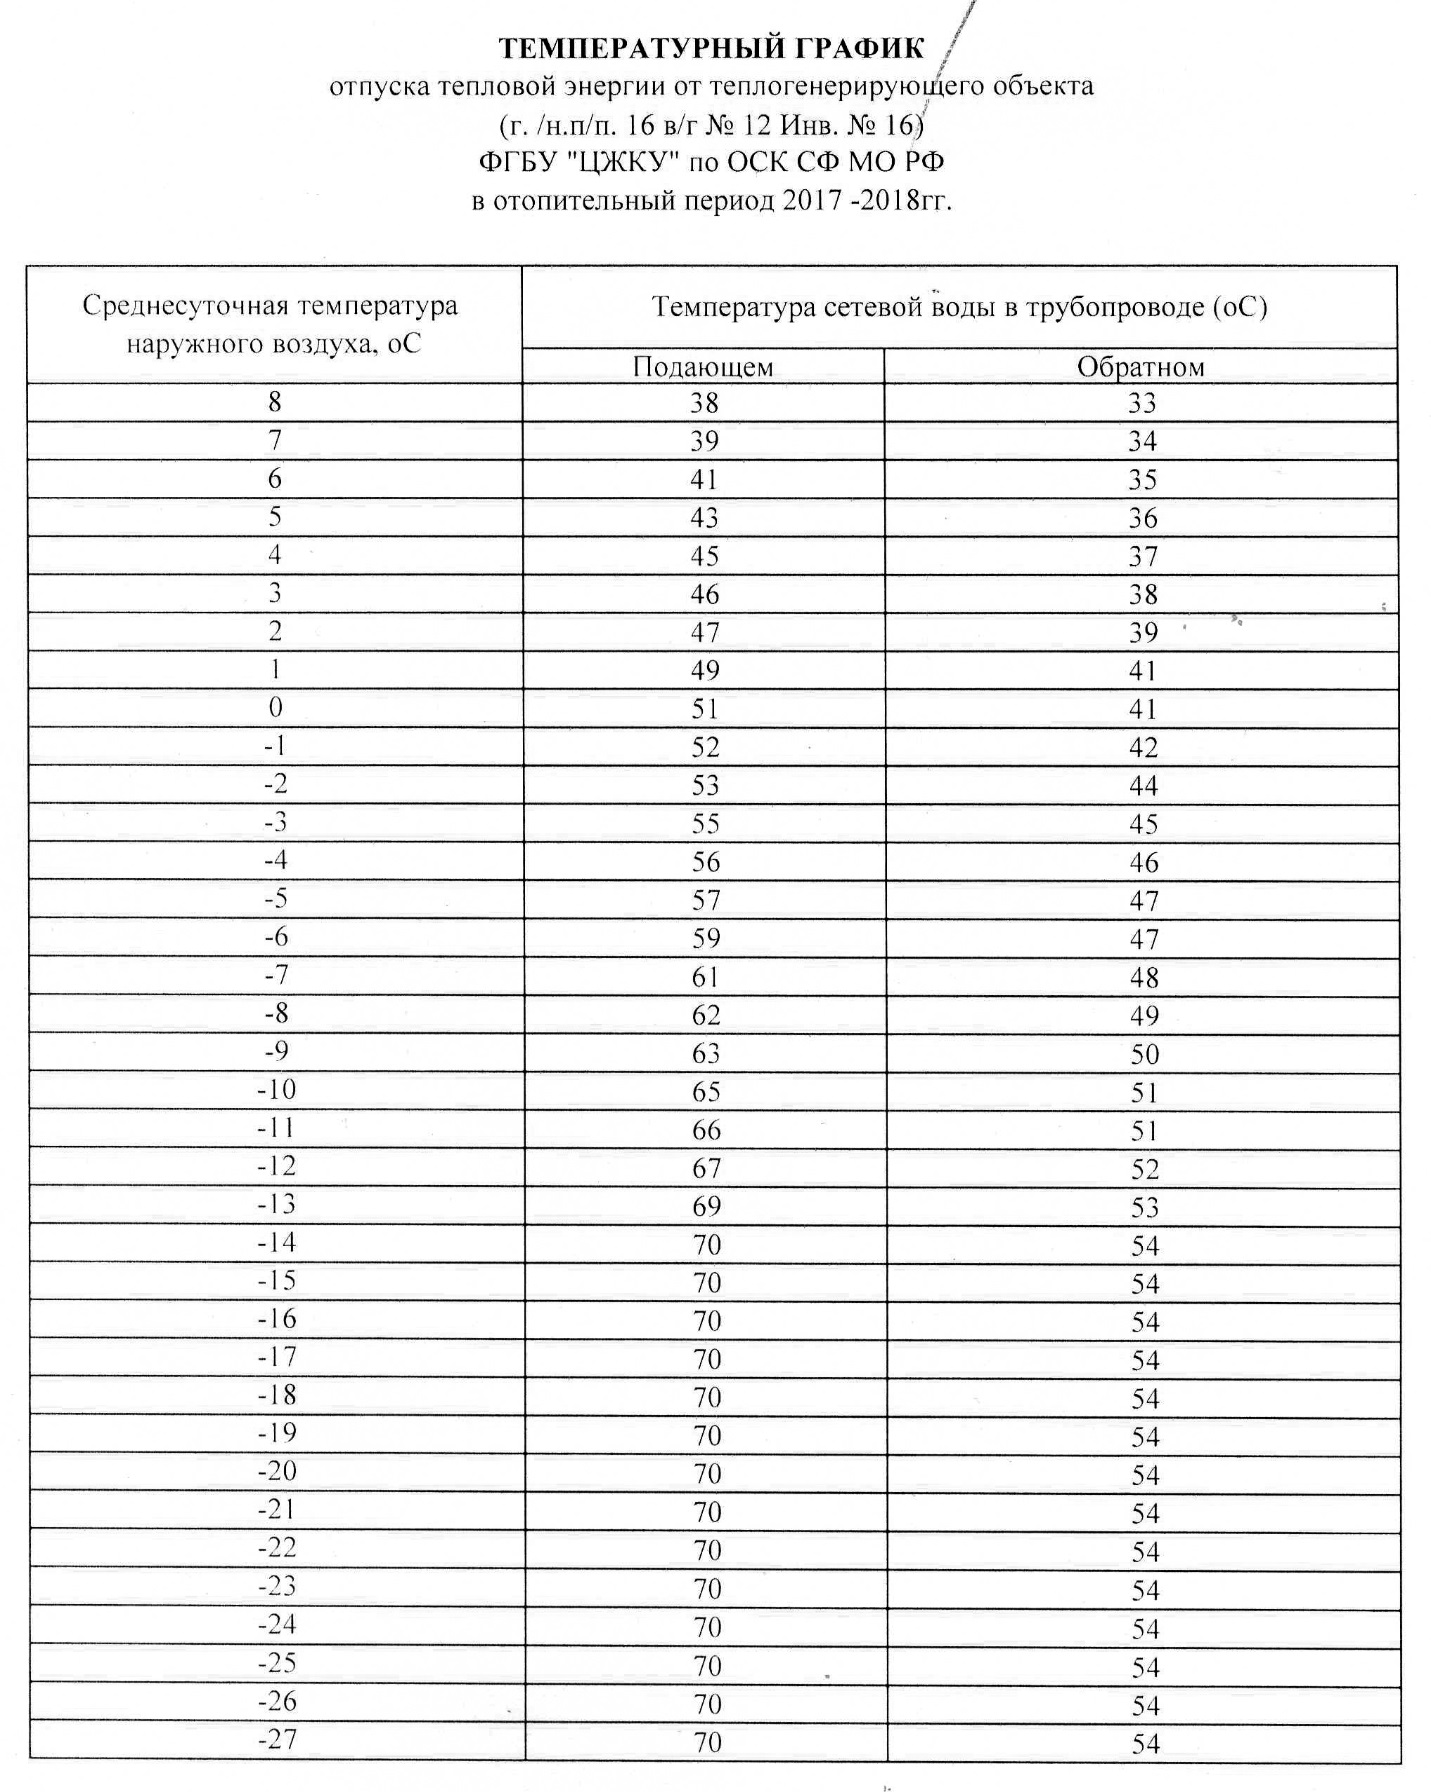 ТЕМПЕРАТУРНЫЙ ГРАФИК
отпуска тепловой энергии от теплогенерирующего объекта
(г. /н.п/п. 16 в/г № 12 Инв. № 16)
ФГБУ "ЦЖКУ" по ОСК СФ МО РФ
в отопительный период 2017 -2018гг.
Среднесуточная температура
наружного воздуха, оС
Температура сетевой воды в трубопроводе (оС)
Подающем Обратном
8 38 33
7 39 34
6 41 35
5 43 36
4 45 37
3 46 38
2 47 39
1 49 41
0 51 41
-1 52 42
-2 53 44
-3 55 45
-4 56 46
-5 57 47
-6 59 47
-7 61 48
-8 62 49
-9 63 50
-10 65 51
-11 66 51
-12 67 52
-13 69 53
-14 70 54
-15 70 54
-16 70 54
-17 70 54
-18 70 54
-19 70 54
-20 70 54
-21 70 54
-22 70 54
-23 70 54
-24 70 54
-25 70 54
-26 70 54
-27 70 54